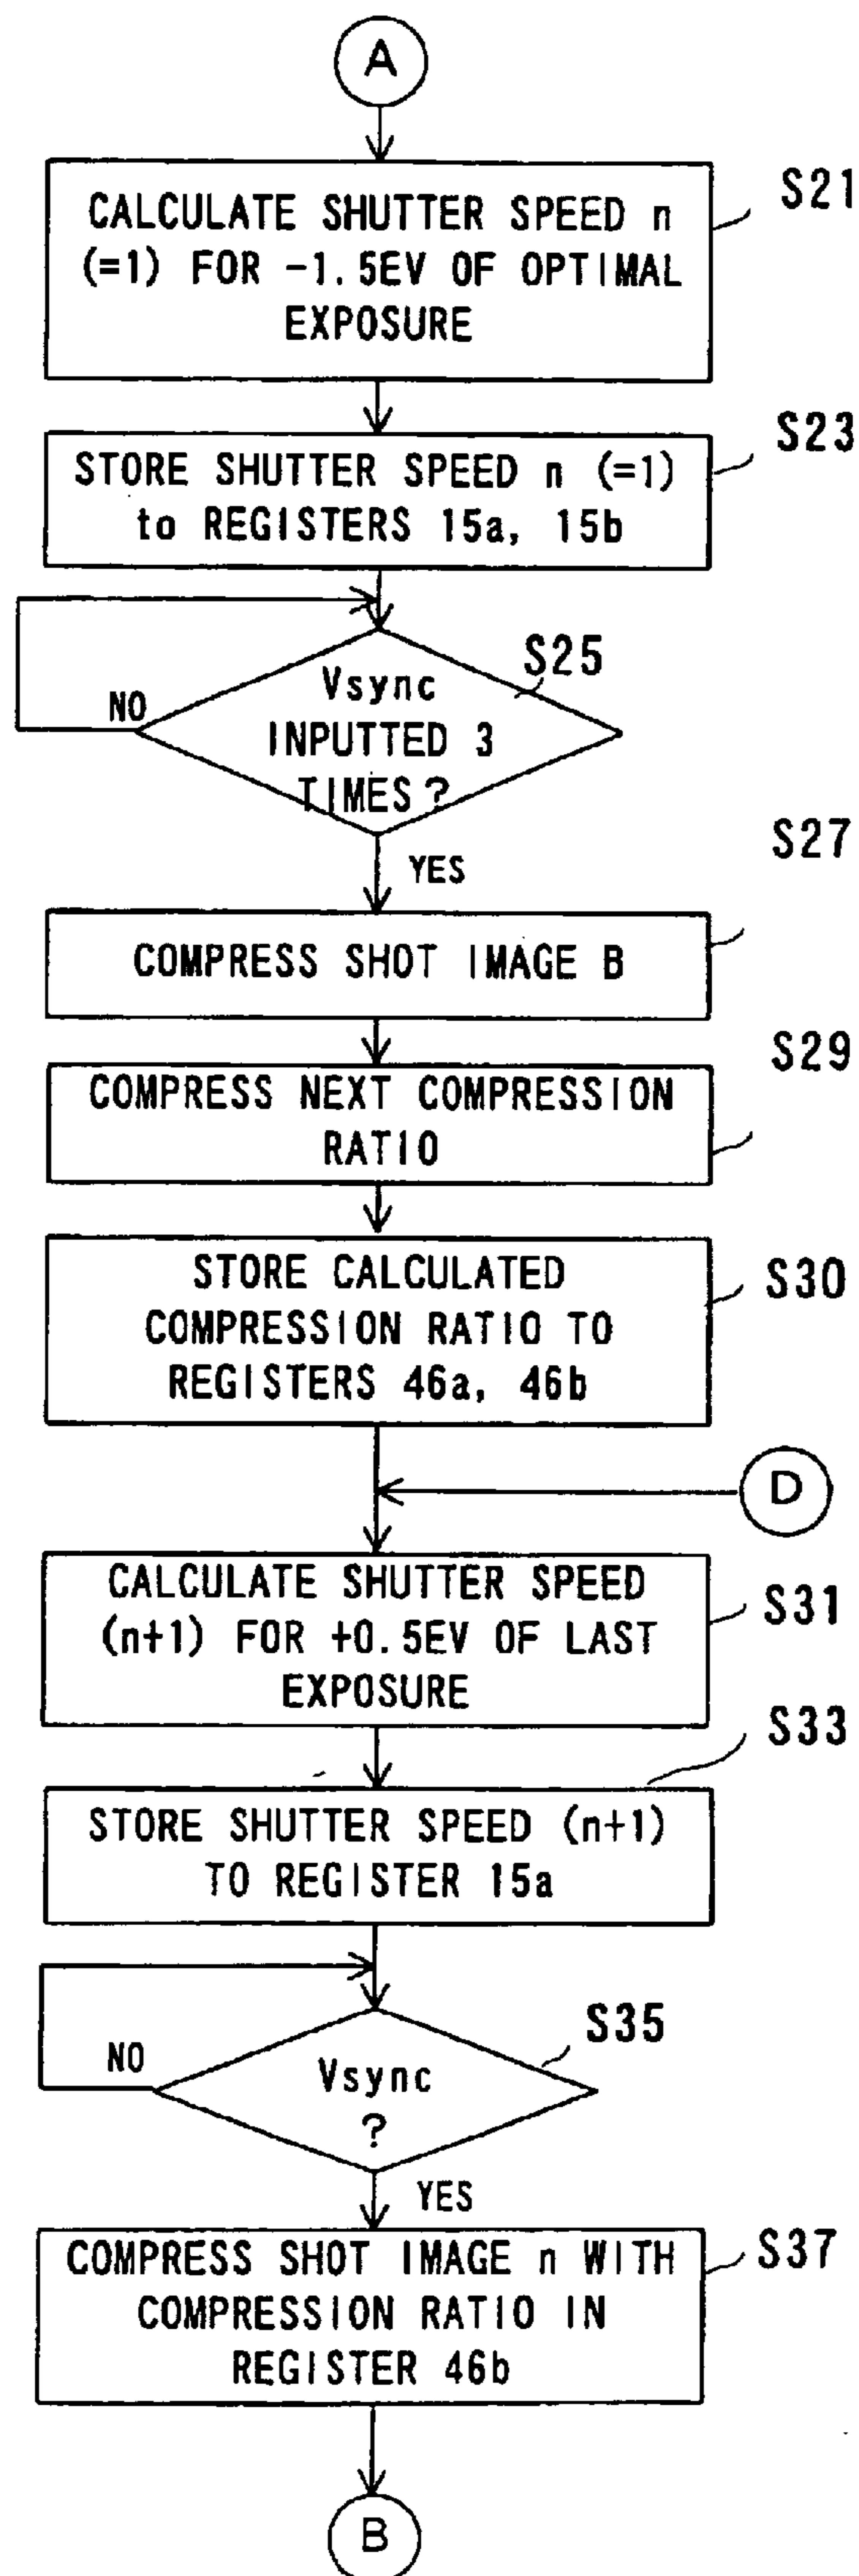 A
CALCULATE SHUTTER SPEED n
(=1) FOR -1.5EV OF OPTIMAL
EXPOSURE
S21
STORE SHUTTER SPEED n (=1)
to REGISTERS 15a, 15b
S23
Vsync
INPUTTED 3
TIMES?
S25
NO
YES
COMPRESS SHOT IMAGE B
S27
COMPRESS NEXT COMPRESSION
RATIO
S29
STORE CALCULATED
COMPRESSION RATIO TO
REGISTERS 46a, 46b
S30
D
CALCULATE SHUTTER SPEED
(n+1) FOR +0.5EV OF LAST
EXPOSURE
S31
STORE SHUTTER SPEED (n+1)
TO REGISTER 15a
S33
Vsync
?
S35
NO
YES
COMPRESS SHOT IMAGE n WITH
COMPRESSION RATIO IN
REGISTER 46b
S37
B